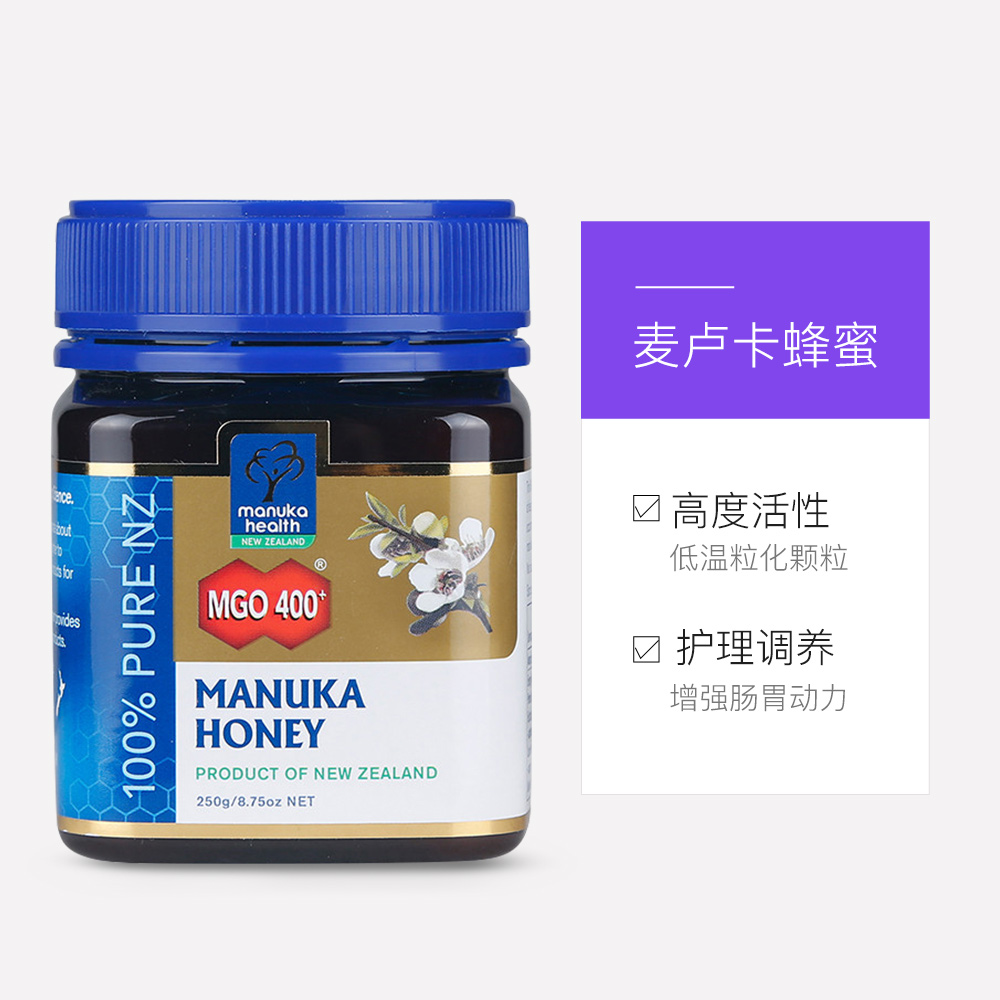 manuka
health
NEW ZEALAND
®
MGO 400+
100% PURE NZ
MANUKA
HONEY
PRODUCT OF NEW ZEALAND
250g/8.75oz NET
麦卢卡蜂蜜
高度活性
低温粒化颗粒
护理调养
增强肠胃动力